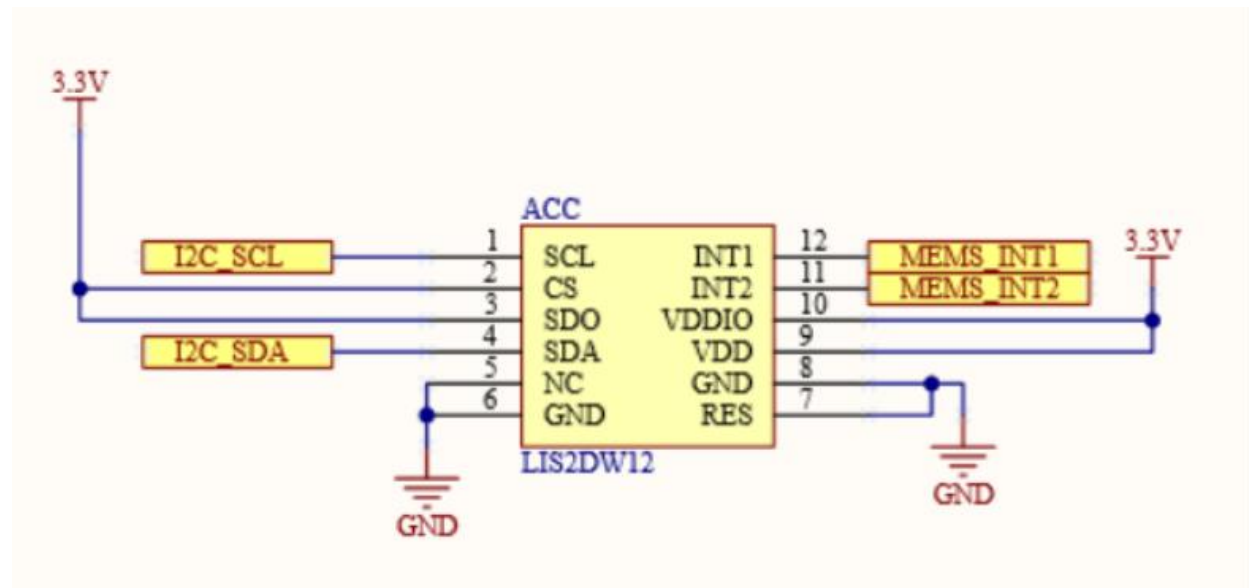 3.3V
ACC
3.3V
I2C_SCL 1 SCL INT1 12 MEMS_INT1
2 CS INT2 11 MEMS_INT2
3 SDO VDDIO 10
I2C_SDA 4 SDA VDD 9
5 NC GND 8
6 GND RES 7
LIS2DW12
GND
GND